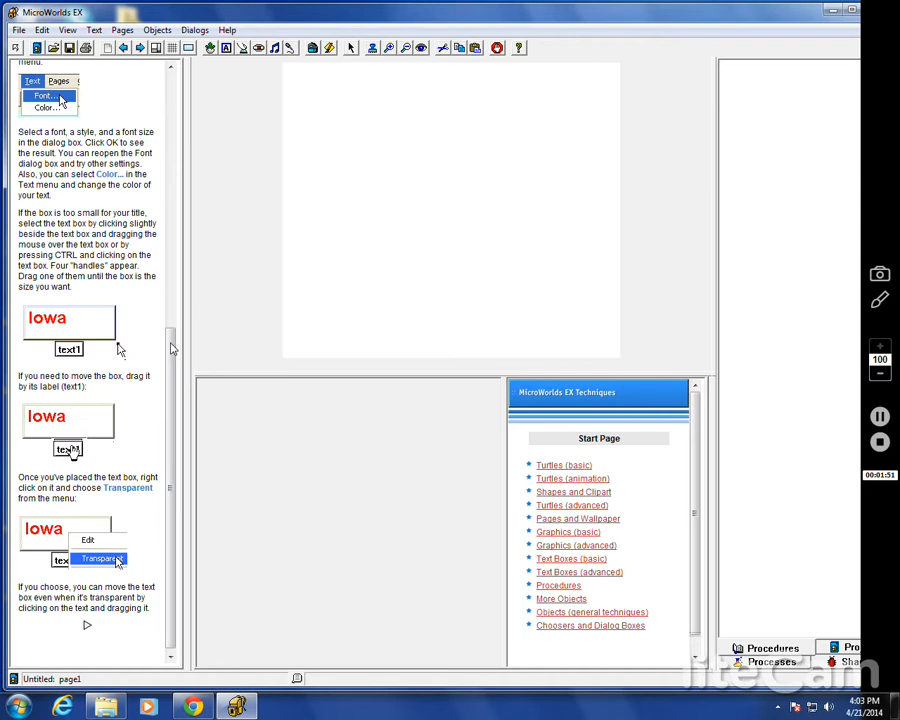 MicroWorlds EX
File Edit View Text Pages Objects Dialogs Help
menu.
Text Pages
Font...
Color...
Select a font, a style, and a font size
in the dialog box. Click OK to see
the result. You can reopen the Font
dialog box and try other settings.
Also, you can select Color... in the
Text menu and change the color of
your text.
If the box is too small for your title,
select the text box by clicking slightly
beside the text box and dragging the
mouse over the text box or by
pressing CTRL and clicking on the
text box. Four "handles" appear.
Drag one of them until the box is the
size you want.
Iowa
text1
If you need to move the box, drag it
by its label (text1):
Iowa
Once you've placed the text box, right
click on it and choose Transparent
from the menu:
Iowa
Edit
tex Transparent
If you choose, you can move the text
box even when it's transparent by
clicking on the text and dragging it.
MicroWorlds EX Techniques
Start Page
Turtles (basic)
Turtles (animation)
Shapes and Clipart
Turtles (advanced)
Pages and Wallpaper
Graphics (basic)
Graphics (advanced)
Text Boxes (basic)
Text Boxes (advanced)
Procedures
More Objects
Objects (general techniques)
Choosers and Dialog Boxes
Procedures Pro
Processes Sha
100
00:01:51
liteCam
Untitled: page1
4:03 PM
4/21/2014